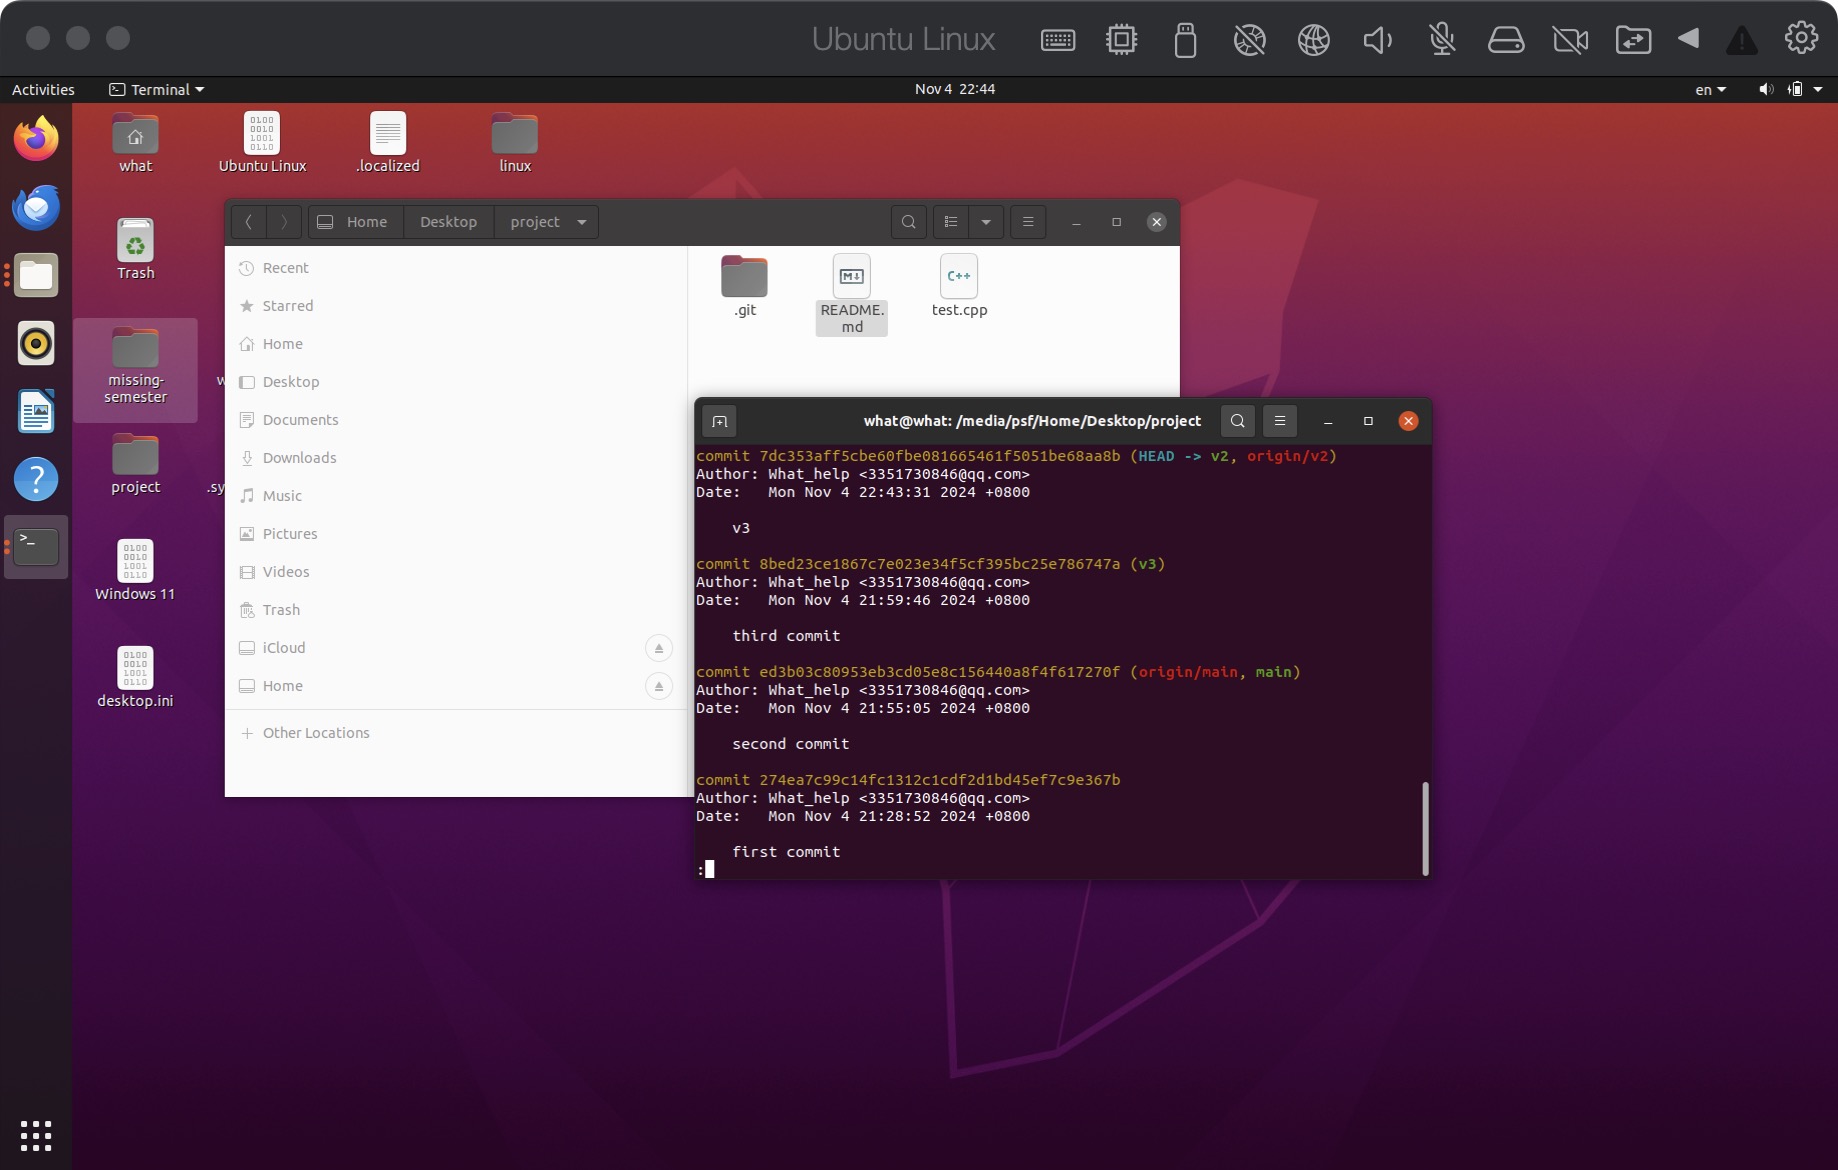 Ubuntu Linux
Activities
Terminal
Nov 4 22:44
en
what
Ubuntu Linux
.localized
linux
Trash
missing-
semester
w
project
.sy
Windows 11
desktop.ini
Home
Desktop
project
Recent
Starred
Home
Desktop
Documents
Downloads
Music
Pictures
Videos
Trash
iCloud
Home
Other Locations
.git
README.
md
C++
test.cpp
what@what: /media/psf/Home/Desktop/project
commit 7dc353aff5cbe60fbe081665461f5051be68aa8b (HEAD -> v2, origin/v2)
Author: What_help <3351730846@qq.com>
Date:   Mon Nov 4 22:43:31 2024 +0800
v3
commit 8bed23ce1867c7e023e34f5cf395bc25e786747a (v3)
Author: What_help <3351730846@qq.com>
Date:   Mon Nov 4 21:59:46 2024 +0800
third commit
commit ed3b03c80953eb3cd05e8c156440a8f4f617270f (origin/main, main)
Author: What_help <3351730846@qq.com>
Date:   Mon Nov 4 21:55:05 2024 +0800
second commit
commit 274ea7c99c14fc1312c1cdf2d1bd45ef7c9e367b
Author: What_help <3351730846@qq.com>
Date:   Mon Nov 4 21:28:52 2024 +0800
first commit
: